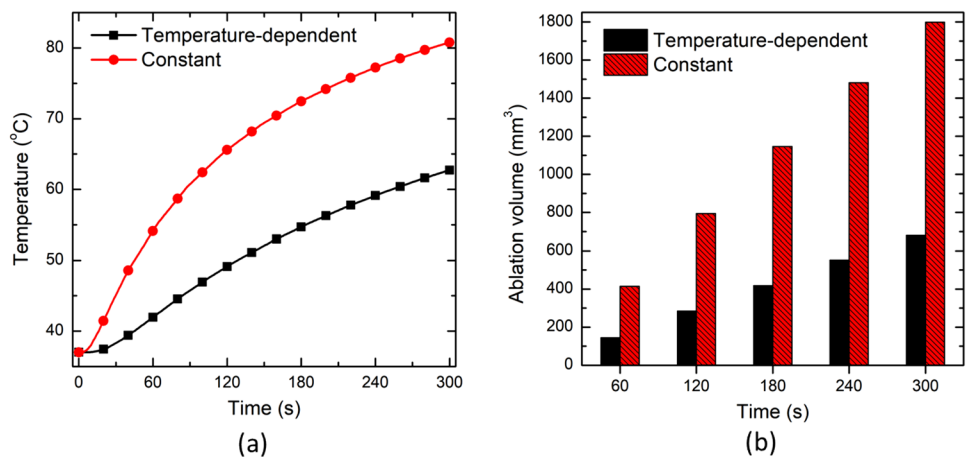 Temperature-dependent
Constant
80
70
60
50
40
Temperature (°C)
0 60 120 180 240 300
Time (s)
(a)
Temperature-dependent
Constant
1800
1600
1400
1200
1000
800
600
400
200
0
Ablation volume (mm³)
60 120 180 240 300
Time (s)
(b)